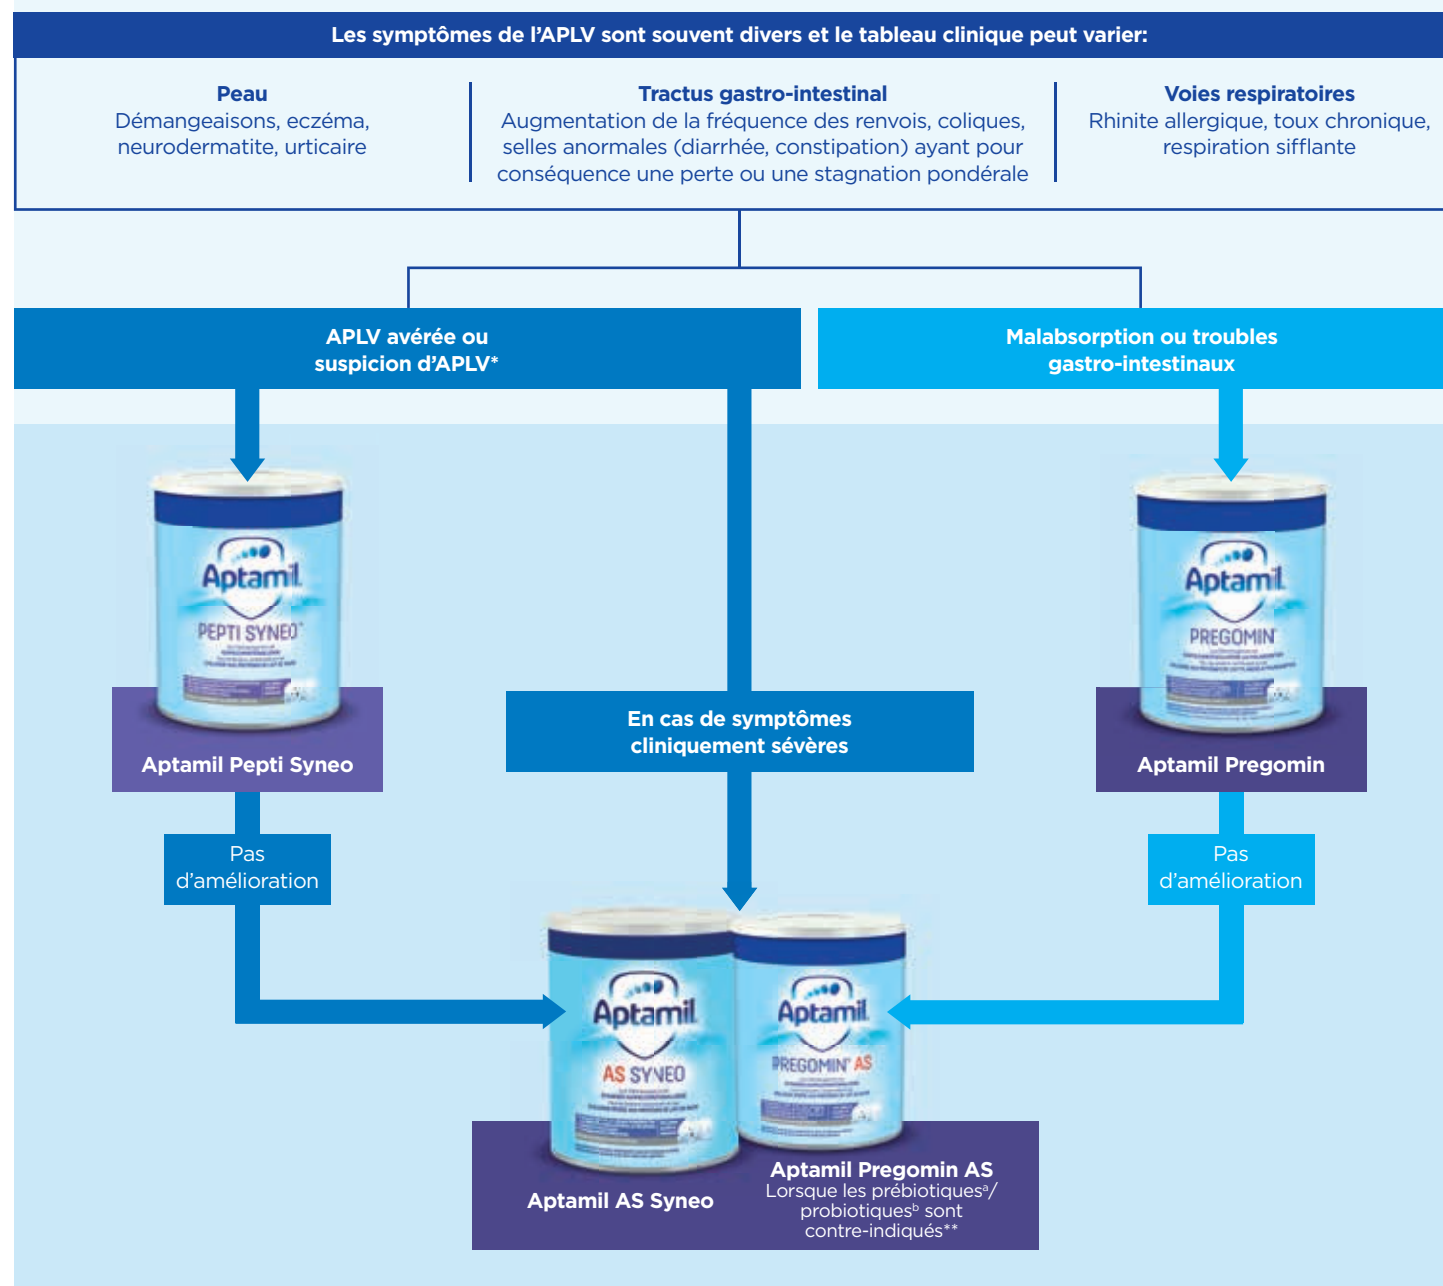 Les symptômes de l’APLV sont souvent divers et le tableau clinique peut varier:
Peau
Démangeaisons, eczéma,
neurodermatite, urticaire
Tractus gastro-intestinal
Augmentation de la fréquence des renvois, coliques,
selles anormales (diarrhée, constipation) ayant pour
conséquence une perte ou une stagnation pondérale
Voies respiratoires
Rhinite allergique, toux chronique,
respiration sifflante
APLV avérée ou
suspicion d’APLV*
Malabsorption ou troubles
gastro-intestinaux
Aptamil
PEPTI SYNEO
Aptamil Pepti Syneo
Aptamil
PREGOMIN
Aptamil Pregomin
En cas de symptômes
cliniquement sévères
Pas
d’amélioration
Pas
d’amélioration
Aptamil
AS SYNEO
Aptamil
PREGOMIN AS
Aptamil AS Syneo
Aptamil Pregomin AS
Lorsque les prébiotiquesᵃ/
probiotiquesᵇ sont
contre-indiqués**